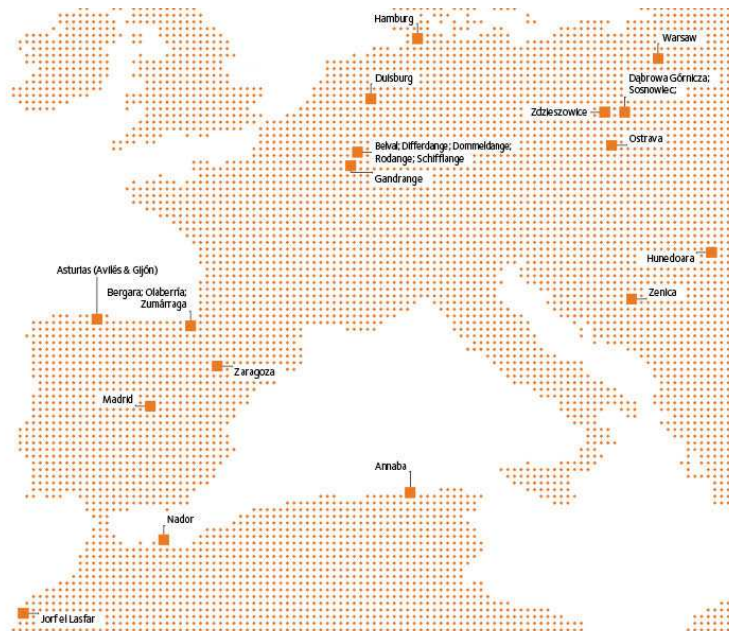 Hamburg
Warsaw
Duisburg
Dąbrowa Górnicza;
Sosnowiec;
Zdzieszowice
Ostrava
Belval; Differdange; Dommeldange;
Rodange; Schifflange
Gandrange
Hunedoara
Asturias (Avilés & Gijón)
Bergara; Olaberría;
Zumárraga
Zenica
Zaragoza
Madrid
Annaba
Nador
Jorf el Lasfar